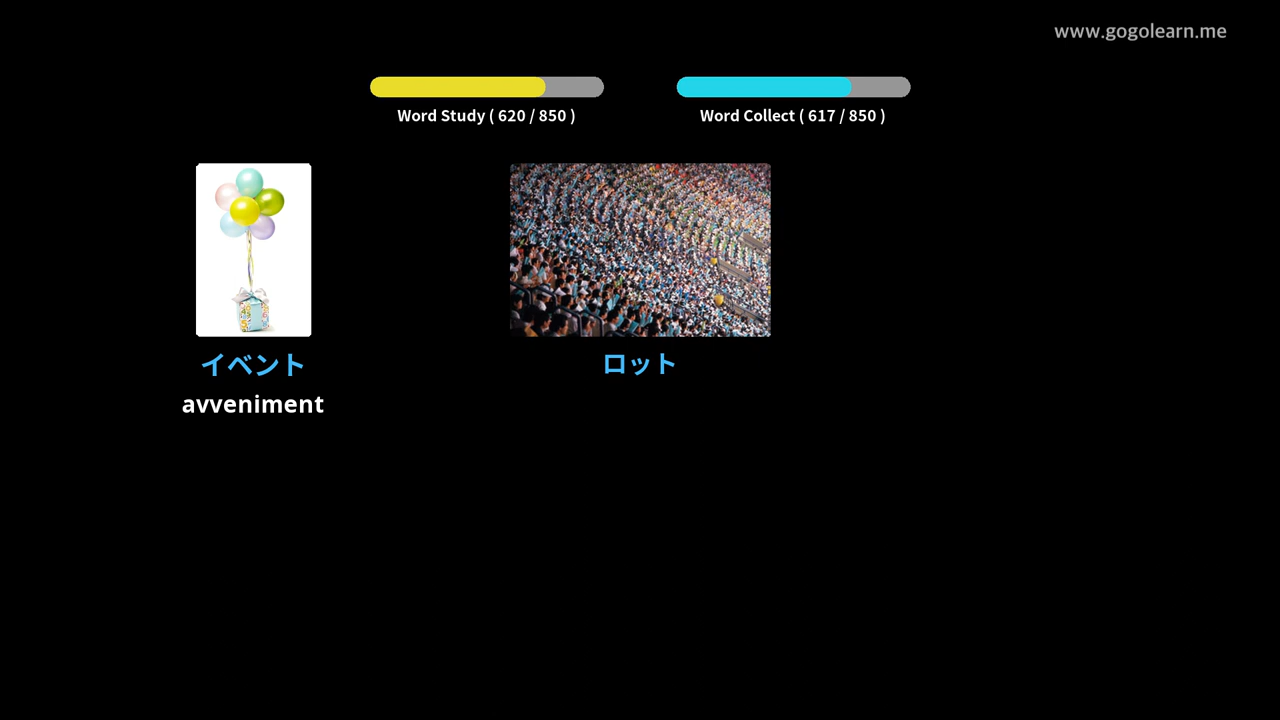 www.gogolearn.me
Word Study ( 620 / 850 )
Word Collect ( 617 / 850 )
イベント
ロット
avveniment